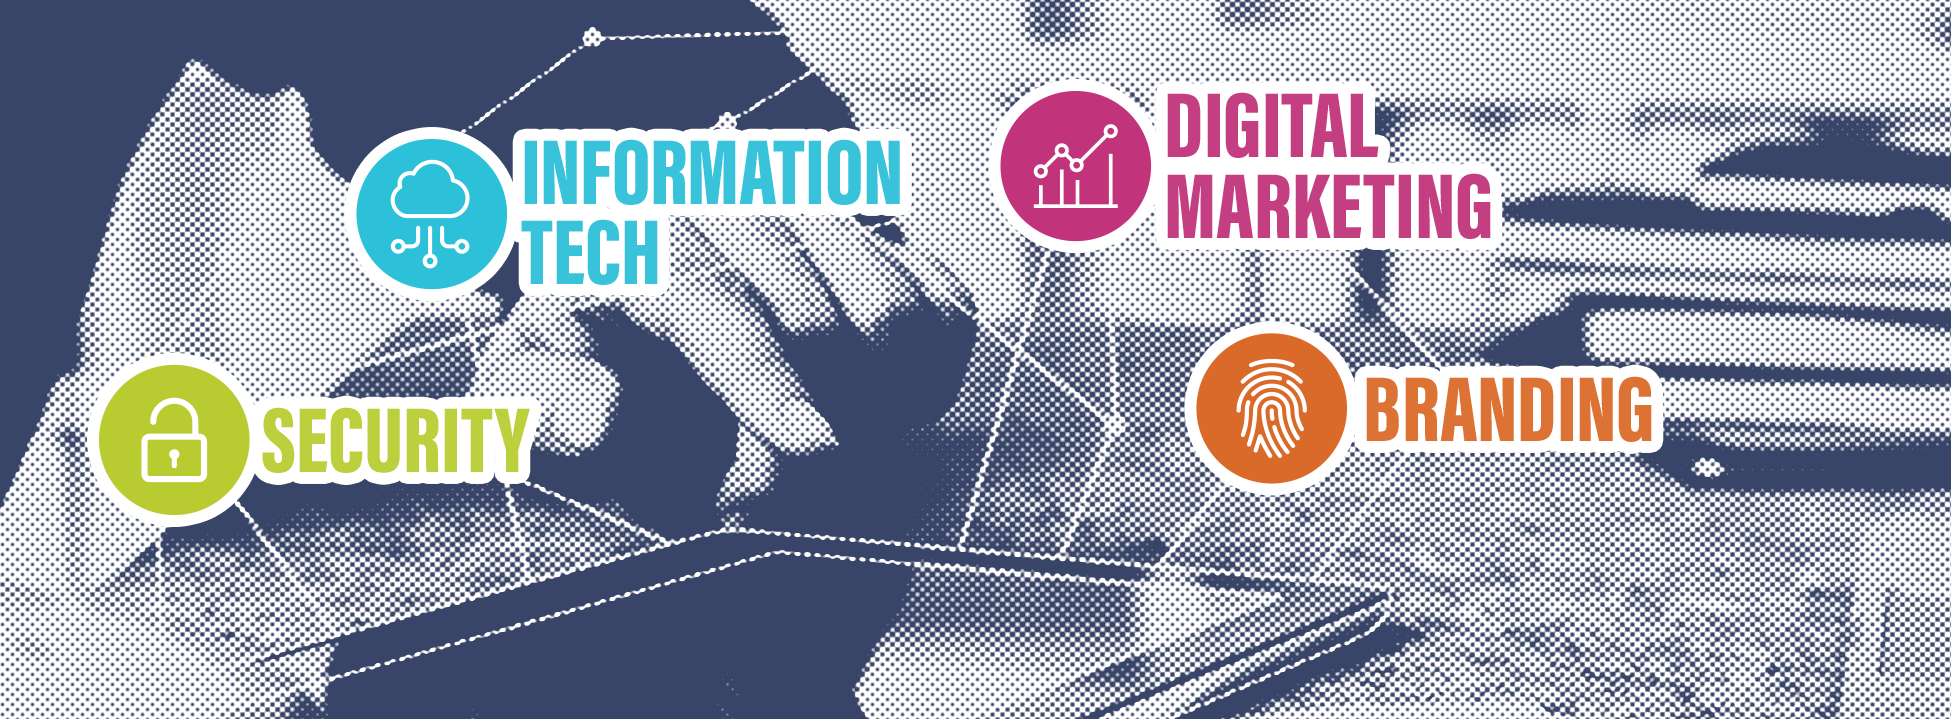 INFORMATION
TECH
DIGITAL
MARKETING
SECURITY
BRANDING